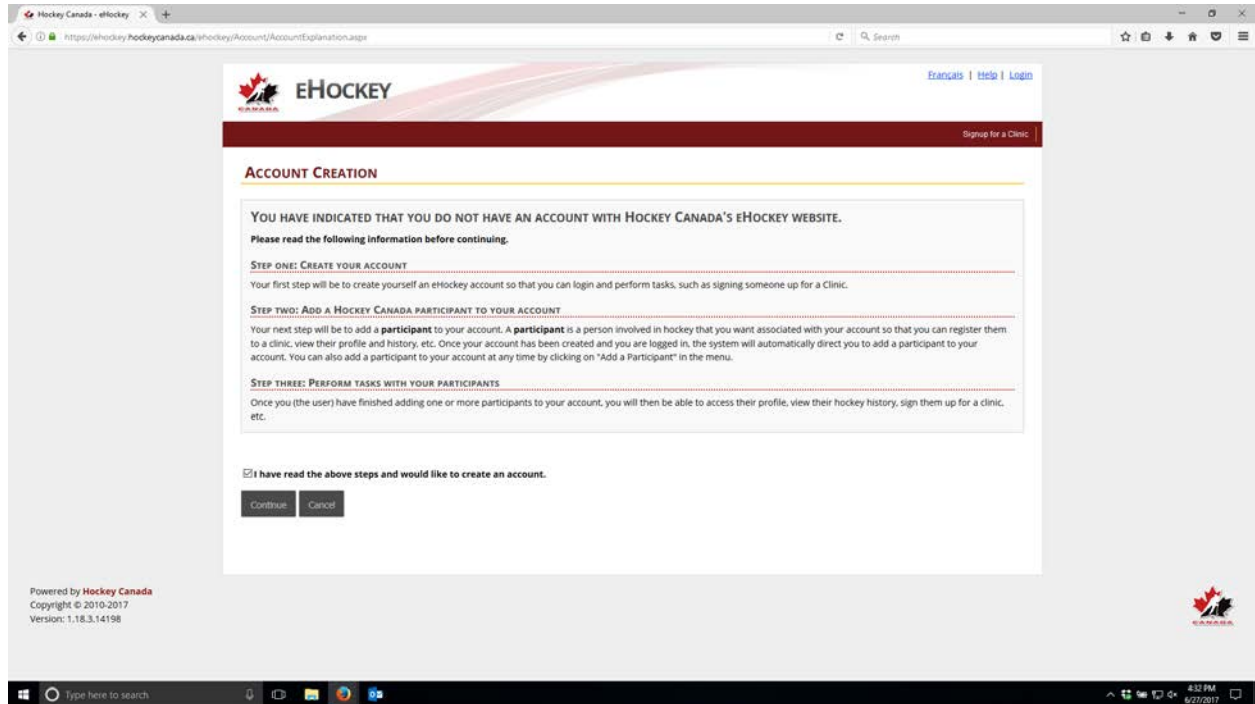 Hockey Canada - eHockey
https://ehockey.hockeycanada.ca/ehockey/Account/AccountExplanation.aspx
Search
CANADA
EHOCKEY
Français | Help | Login
Signup for a Clinic
ACCOUNT CREATION
YOU HAVE INDICATED THAT YOU DO NOT HAVE AN ACCOUNT WITH HOCKEY CANADA'S EHOCKEY WEBSITE.
Please read the following information before continuing.
STEP ONE: CREATE YOUR ACCOUNT
Your first step will be to create yourself an eHockey account so that you can login and perform tasks, such as signing someone up for a Clinic.
STEP TWO: ADD A HOCKEY CANADA PARTICIPANT TO YOUR ACCOUNT
Your next step will be to add a participant to your account. A participant is a person involved in hockey that you want associated with your account so that you can register them
to a clinic, view their profile and history, etc. Once your account has been created and you are logged in, the system will automatically direct you to add a participant to your
account. You can also add a participant to your account at any time by clicking on "Add a Participant" in the menu.
STEP THREE: PERFORM TASKS WITH YOUR PARTICIPANTS
Once you (the user) have finished adding one or more participants to your account, you will then be able to access their profile, view their hockey history, sign them up for a clinic,
etc.
I have read the above steps and would like to create an account.
Continue
Cancel
Powered by Hockey Canada
Copyright © 2010-2017
Version: 1.18.3.14198
CANADA
Type here to search
4:32 PM
6/27/2017